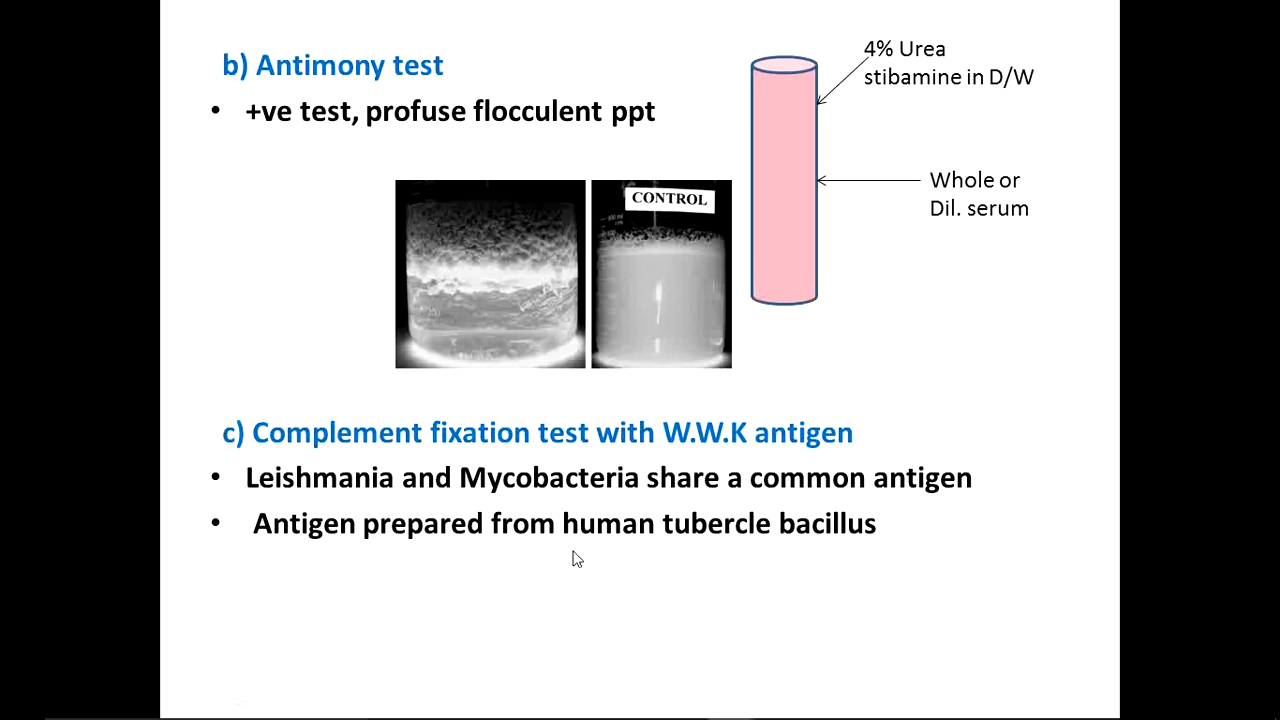 b) Antimony test
• +ve test, profuse flocculent ppt
4% Urea
stibamine in D/W
Whole or
Dil. serum
CONTROL
c) Complement fixation test with W.W.K antigen
• Leishmania and Mycobacteria share a common antigen
• Antigen prepared from human tubercle bacillus